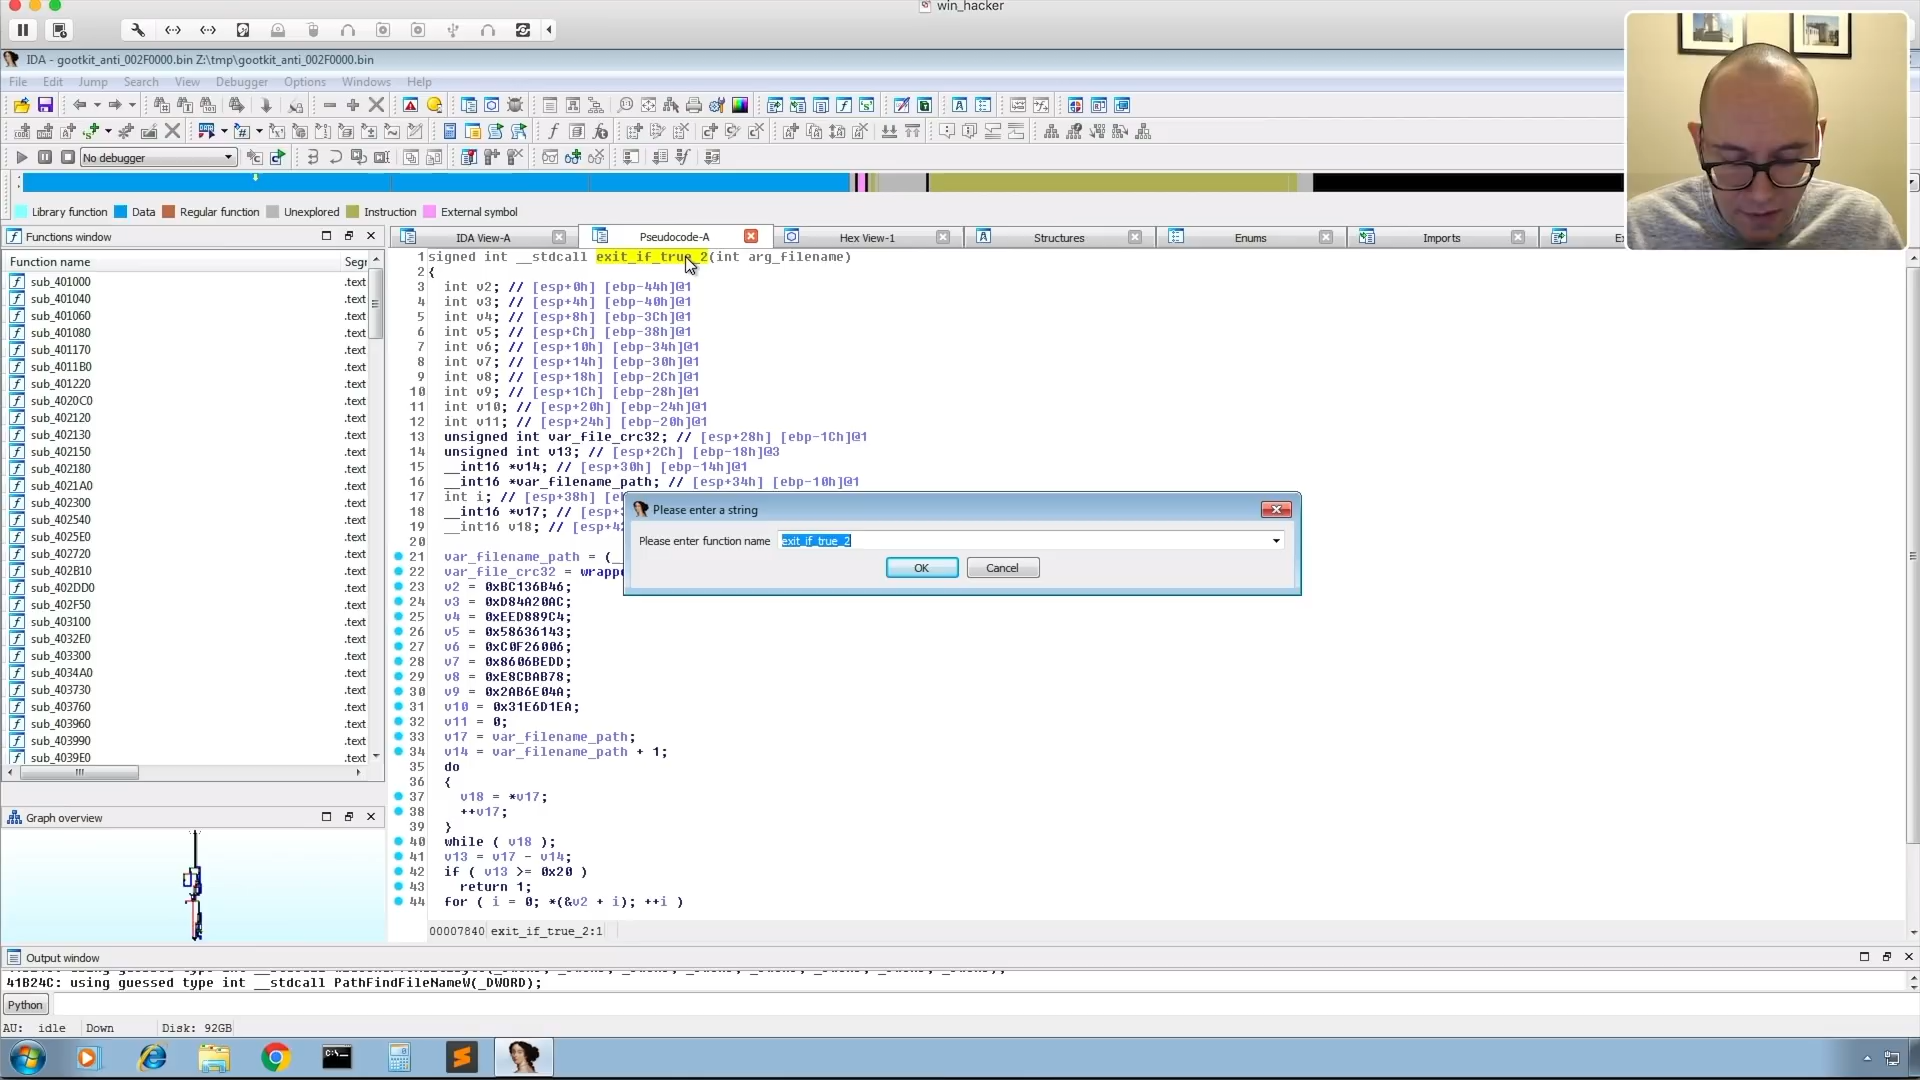 win_hacker
IDA - gootkit_anti_002F0000.bin Z:\tmp\gootkit_anti_002F0000.bin
File Edit Jump Search View Debugger Options Windows Help
No debugger
Library function Data Regular function Unexplored Instruction External symbol
Functions window
IDA View-A Pseudocode-A Hex View-1 Structures Enums Imports
Function name Segr
sub_401000 .text
sub_401040 .text
sub_401060 .text
sub_401080 .text
sub_401170 .text
sub_4011B0 .text
sub_401220 .text
sub_4020C0 .text
sub_402120 .text
sub_402130 .text
sub_402150 .text
sub_402180 .text
sub_4021A0 .text
sub_402300 .text
sub_402540 .text
sub_4025E0 .text
sub_402720 .text
sub_402B10 .text
sub_402DD0 .text
sub_402F50 .text
sub_403100 .text
sub_4032E0 .text
sub_403300 .text
sub_4034A0 .text
sub_403730 .text
sub_403760 .text
sub_403960 .text
sub_403990 .text
sub_4039E0 .text
Graph overview
1 signed int __stdcall exit_if_true_2(int arg_filename)
2 {
3 int v2; // [esp+0h] [ebp-44h]@1
4 int v3; // [esp+4h] [ebp-40h]@1
5 int v4; // [esp+8h] [ebp-3Ch]@1
6 int v5; // [esp+Ch] [ebp-38h]@1
7 int v6; // [esp+10h] [ebp-34h]@1
8 int v7; // [esp+14h] [ebp-30h]@1
9 int v8; // [esp+18h] [ebp-2Ch]@1
10 int v9; // [esp+1Ch] [ebp-28h]@1
11 int v10; // [esp+20h] [ebp-24h]@1
12 int v11; // [esp+24h] [ebp-20h]@1
13 unsigned int var_file_crc32; // [esp+28h] [ebp-1Ch]@1
14 unsigned int v13; // [esp+2Ch] [ebp-18h]@3
15 __int16 *v14; // [esp+30h] [ebp-14h]@1
16 __int16 *var_filename_path; // [esp+34h] [ebp-10h]@1
17 int i; // [esp+38h] [eb
18 __int16 *v17; // [esp+
19 __int16 v18; // [esp+42
20
21 var_filename_path = (_
22 var_file_crc32 = wrappe
23 v2 = 0xBC136B46;
24 v3 = 0xD84A20AC;
25 v4 = 0xEED889C4;
26 v5 = 0x58636143;
27 v6 = 0xC0F26006;
28 v7 = 0x8606BEDD;
29 v8 = 0xE8CBAB78;
30 v9 = 0x2AB6E04A;
31 v10 = 0x31E6D1EA;
32 v11 = 0;
33 v17 = var_filename_path;
34 v14 = var_filename_path + 1;
35 do
36 {
37 v18 = *v17;
38 ++v17;
39 }
40 while ( v18 );
41 v13 = v17 - v14;
42 if ( v13 >= 0x20 )
43 return 1;
44 for ( i = 0; *(&v2 + i); ++i )
00007840 exit_if_true_2:1
Please enter a string
Please enter function name exit_if_true_2
OK Cancel
Output window
41B24C: using guessed type int __stdcall PathFindFileNameW(_DWORD);
Python
AU: idle Down Disk: 92GB